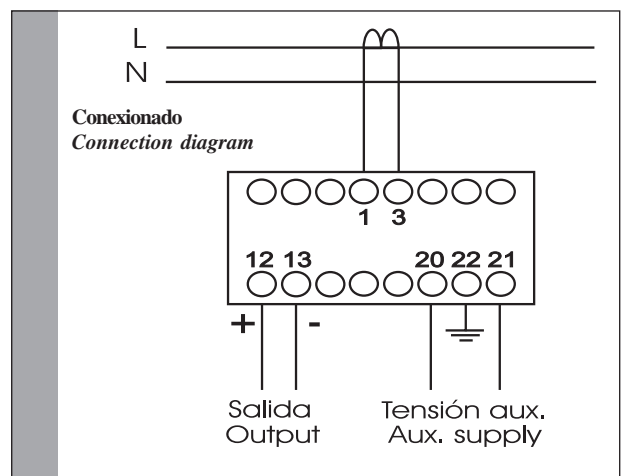 L
N
Conexionado
Connection diagram
1 3
12 13 20 22 21
+ -
Salida Tensión aux.
Output Aux. supply